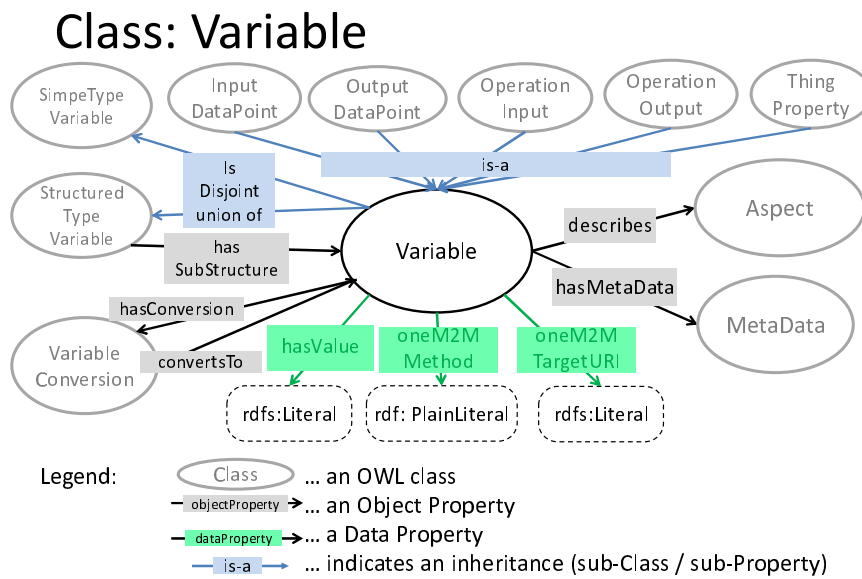 Class: Variable
SimpeType
Variable
Input
DataPoint
Output
DataPoint
Operation
Input
Operation
Output
Thing
Property
Is
Disjoint
union of
is-a
Structured
Type
Variable
has
SubStructure
Variable
describes
Aspect
hasMetaData
MetaData
hasConversion
convertsTo
Variable
Conversion
hasValue
oneM2M
Method
oneM2M
TargetURI
rdfs:Literal
rdf: PlainLiteral
rdfs:Literal
Legend:
Class
... an OWL class
objectProperty
... an Object Property
dataProperty
... a Data Property
is-a
... indicates an inheritance (sub-Class / sub-Property)